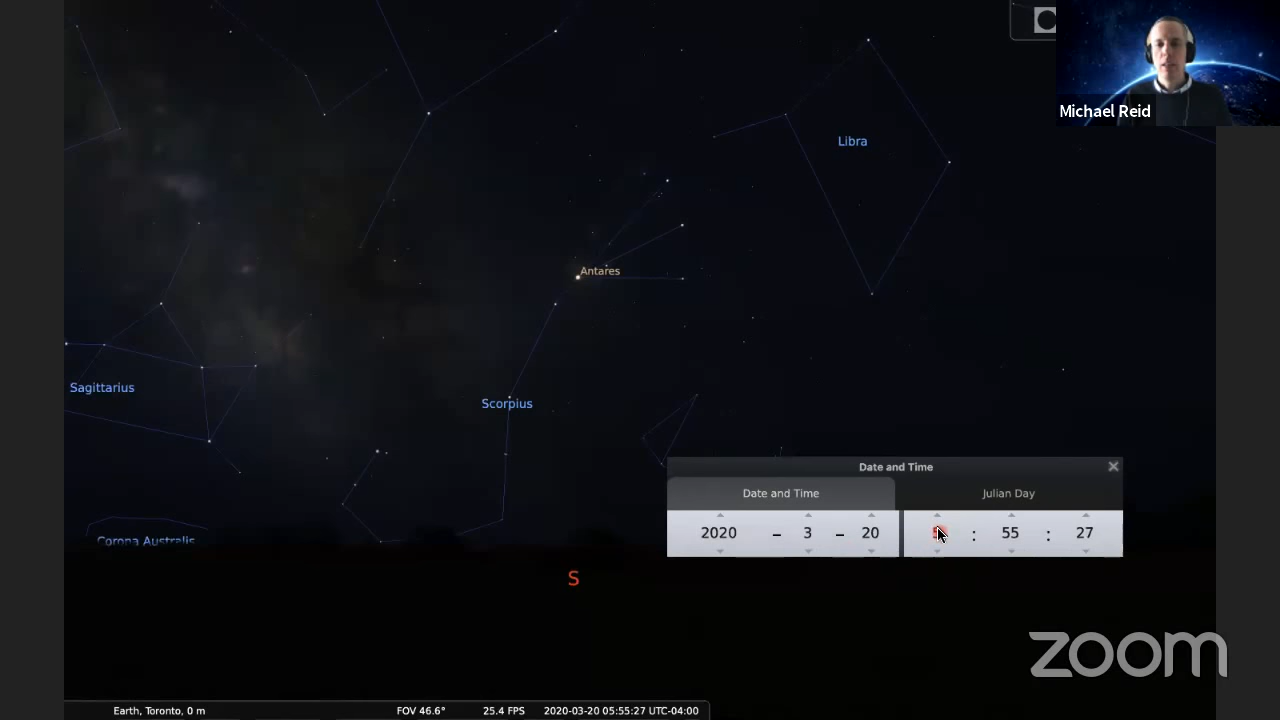 Michael Reid
Libra
Antares
Sagittarius
Scorpius
Date and Time
Date and Time
Julian Day
2020 – 3 – 20
: 55 : 27
Corona Australis
S
zoom
Earth, Toronto, 0 m
FOV 46.6°
25.4 FPS
2020-03-20 05:55:27 UTC-04:00